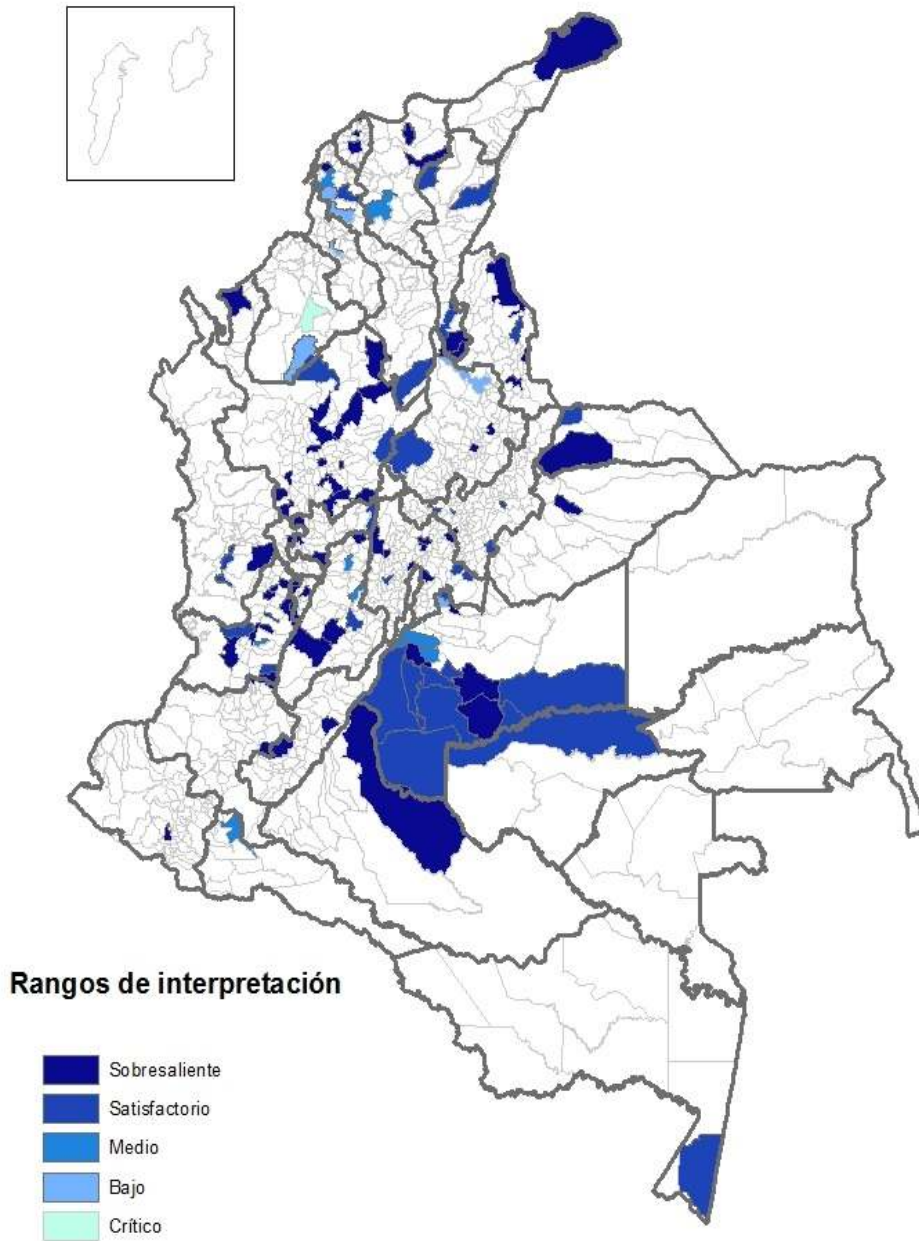 Rangos de interpretación
Sobresaliente
Satisfactorio
Medio
Bajo
Crítico